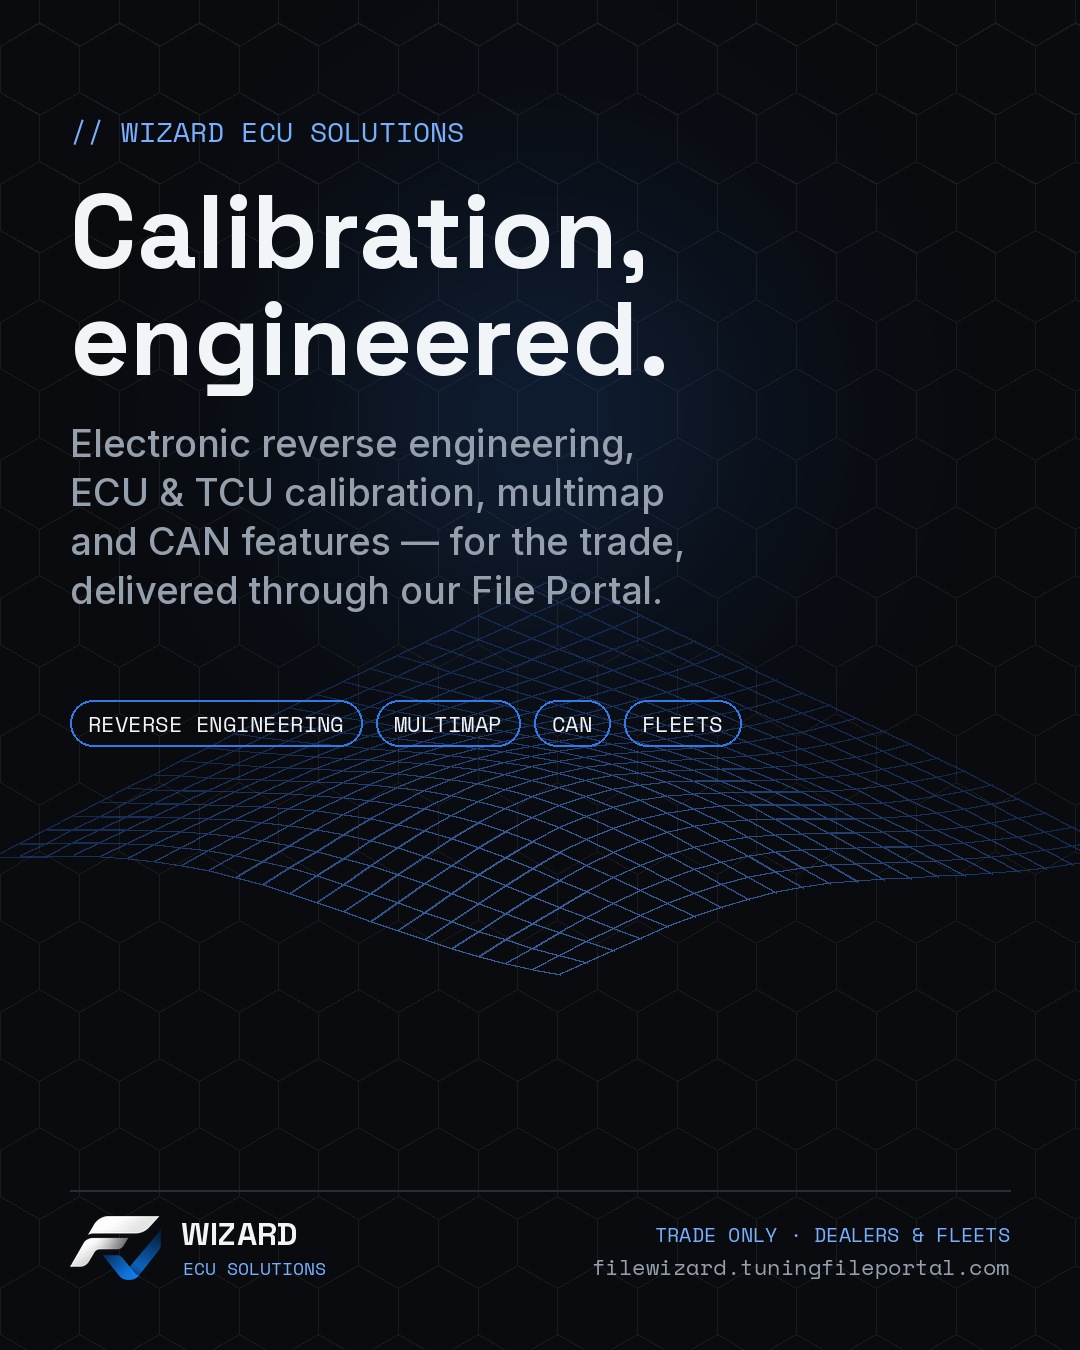 // WIZARD ECU SOLUTIONS
Calibration,
engineered.
Electronic reverse engineering,
ECU & TCU calibration, multimap
and CAN features — for the trade,
delivered through our File Portal.
REVERSE ENGINEERING MULTIMAP CAN FLEETS
WIZARD
ECU SOLUTIONS
TRADE ONLY · DEALERS & FLEETS
filewizard.tuningfileportal.com